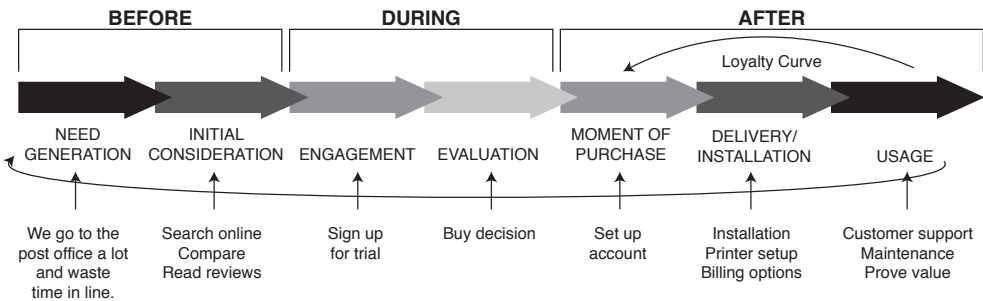 BEFORE
DURING
AFTER
Loyalty Curve
NEED
GENERATION
INITIAL
CONSIDERATION
ENGAGEMENT
EVALUATION
MOMENT OF
PURCHASE
DELIVERY/
INSTALLATION
USAGE
We go to the
post office a lot
and waste
time in line.
Search online
Compare
Read reviews
Sign up
for trial
Buy decision
Set up
account
Installation
Printer setup
Billing options
Customer support
Maintenance
Prove value